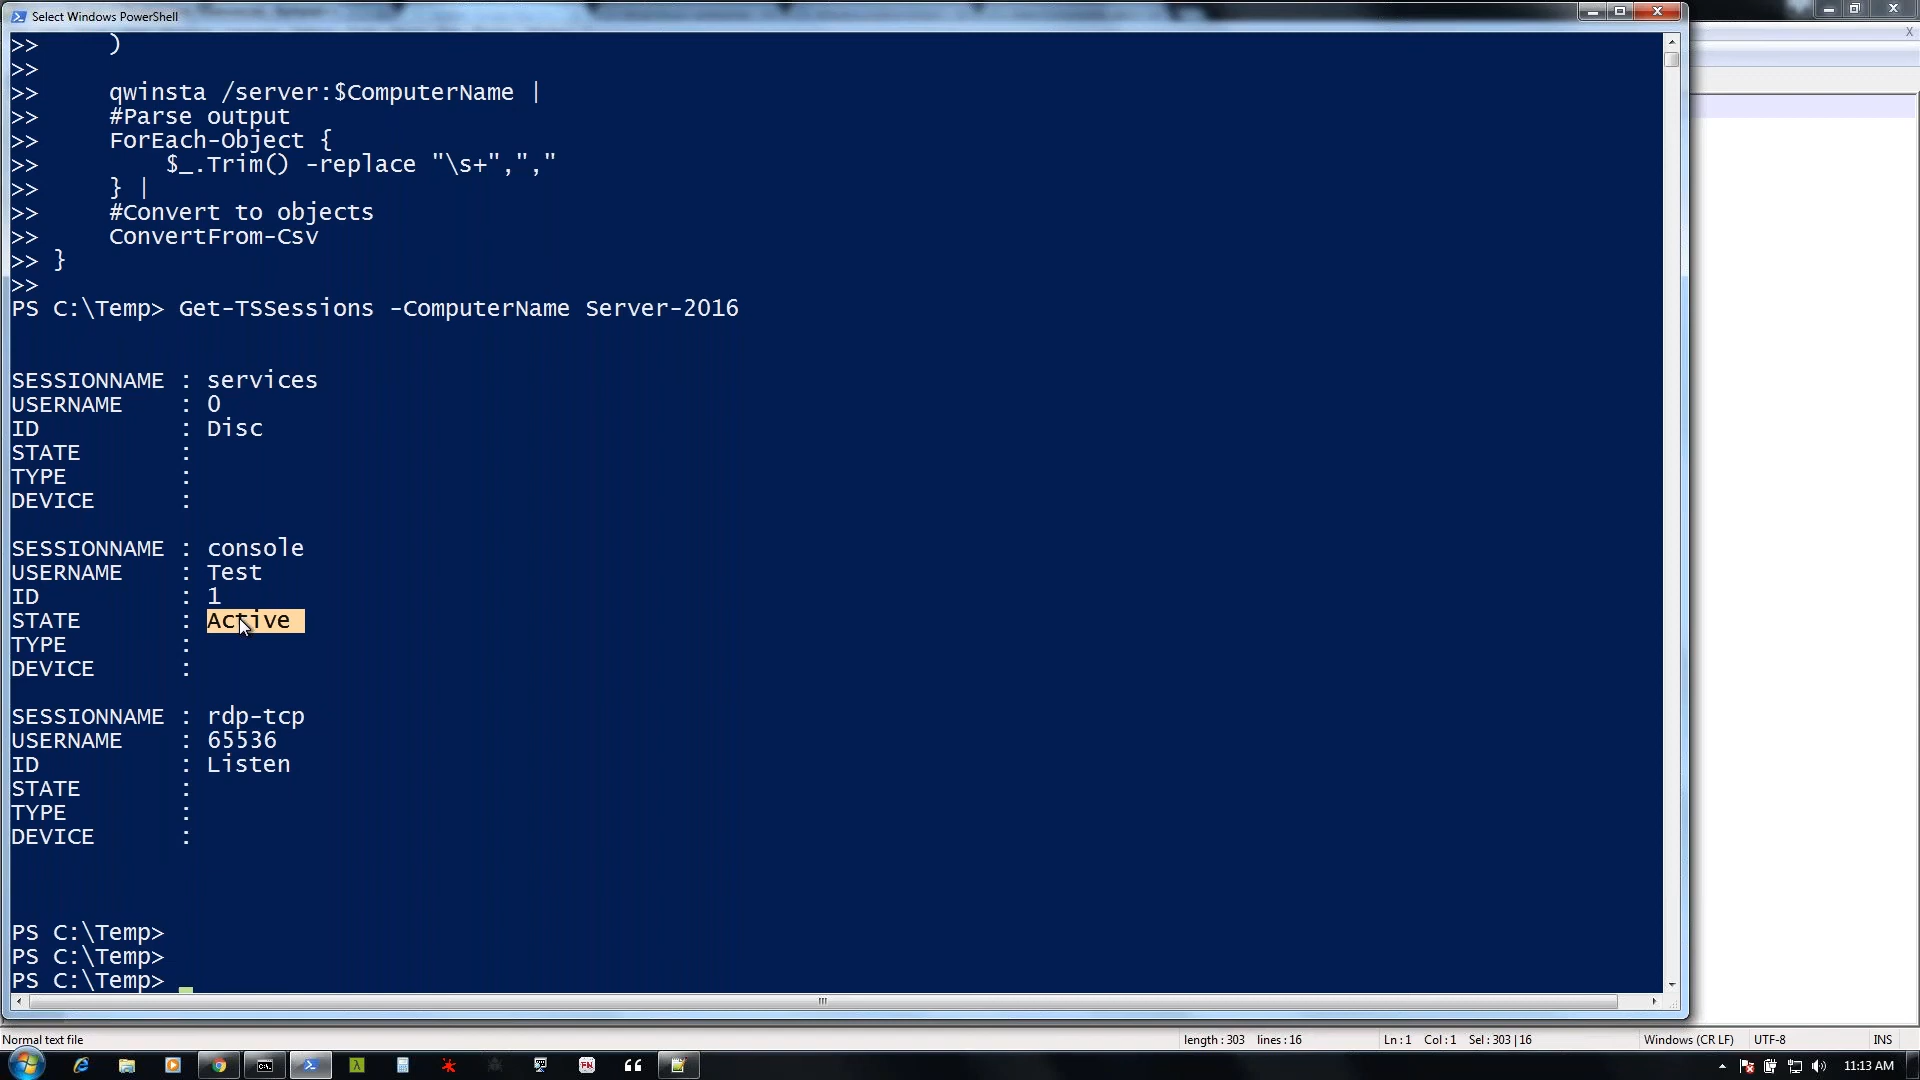 Select Windows PowerShell
>>     )
>>
>>     qwinsta /server:$ComputerName |
>>     #Parse output
>>     ForEach-Object {
>>         $_.Trim() -replace "\s+",","
>>     } |
>>     #Convert to objects
>>     ConvertFrom-Csv
>> }
>>
PS C:\Temp> Get-TSSessions -ComputerName Server-2016
SESSIONNAME : services
USERNAME    : 0
ID          : Disc
STATE       :
TYPE        :
DEVICE      :
SESSIONNAME : console
USERNAME    : Test
ID          : 1
STATE       : Active
TYPE        :
DEVICE      :
SESSIONNAME : rdp-tcp
USERNAME    : 65536
ID          : Listen
STATE       :
TYPE        :
DEVICE      :
PS C:\Temp>
PS C:\Temp>
PS C:\Temp>
Normal text file length : 303 lines : 16 Ln : 1 Col : 1 Sel : 303 | 16 Windows (CR LF) UTF-8 INS
11:13 AM